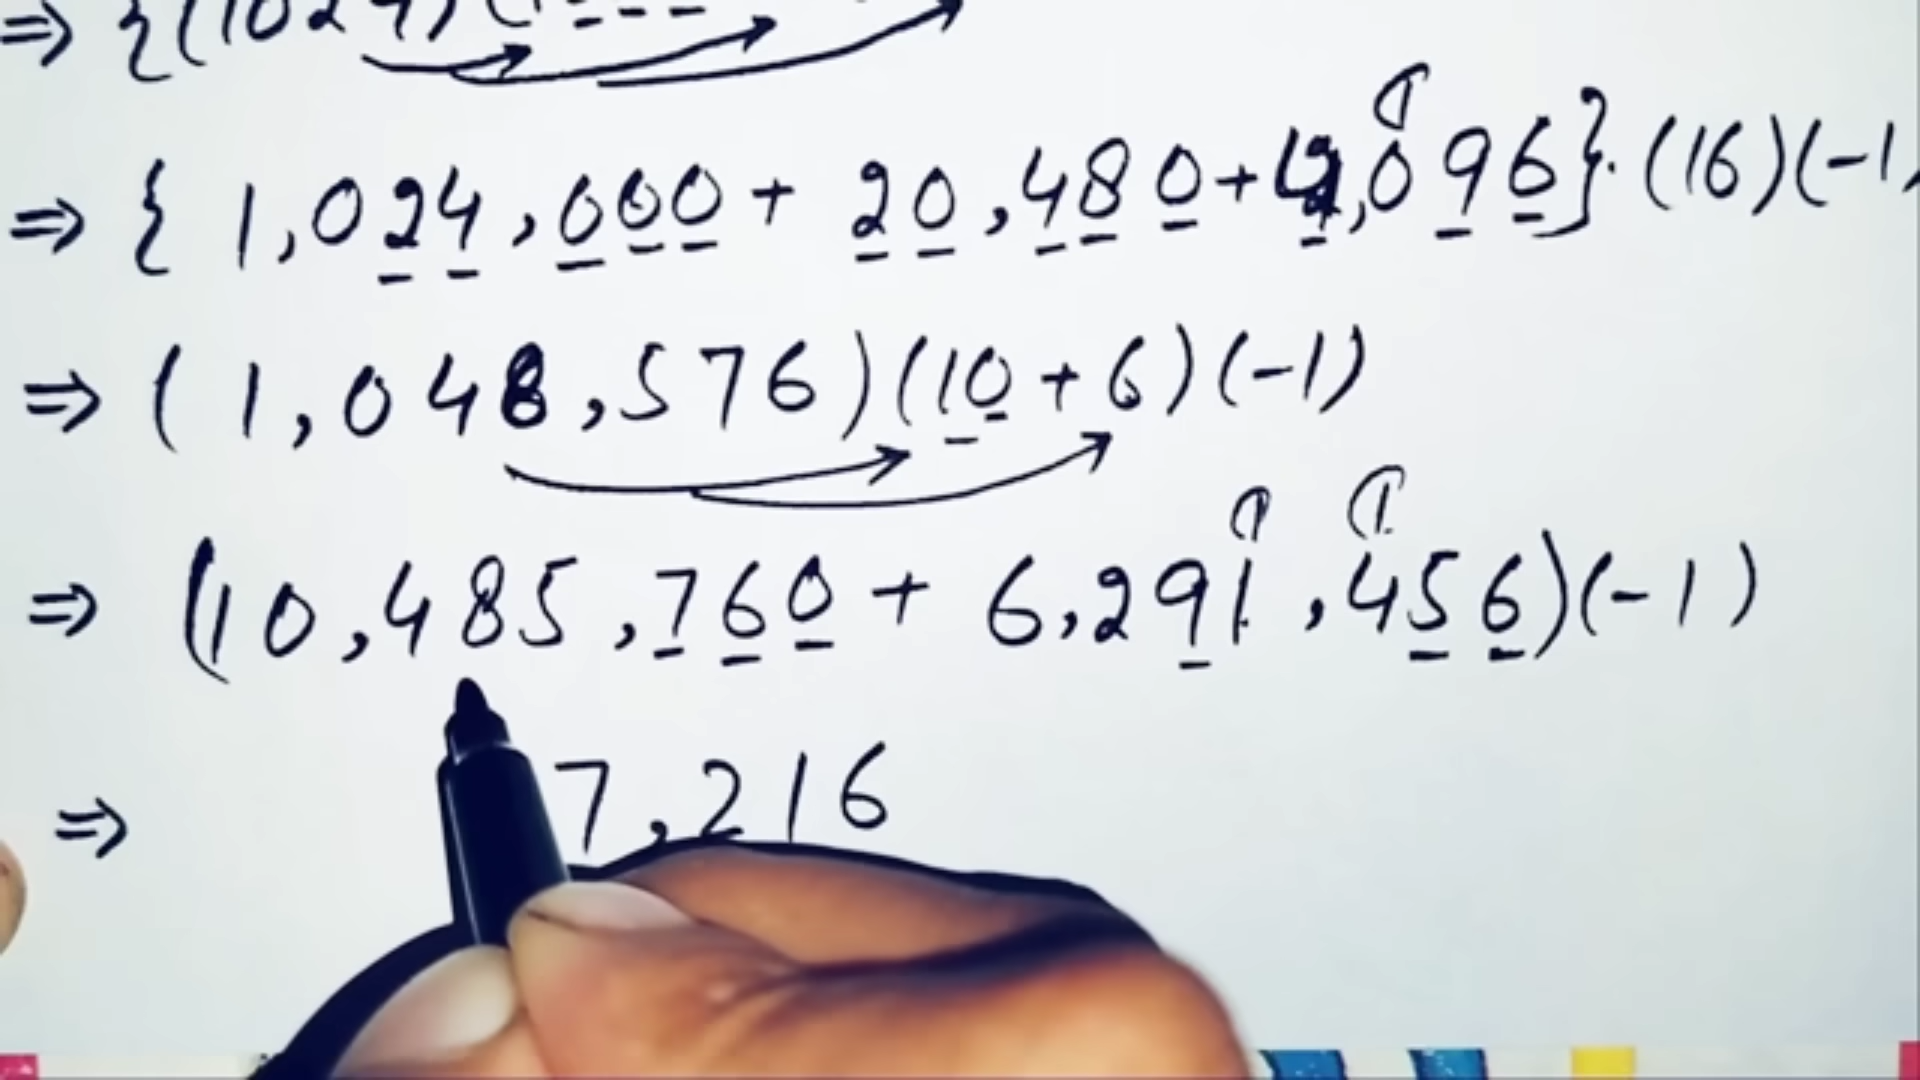 ⇒ {(1024)
⇒ { 1,024,000 + 20,480 + 4,096}·(16)(-1
⇒ (1,048,576)(10+6)(-1)
⇒ (10,485,760 + 6,291,456)(-1)
⇒ 7,216